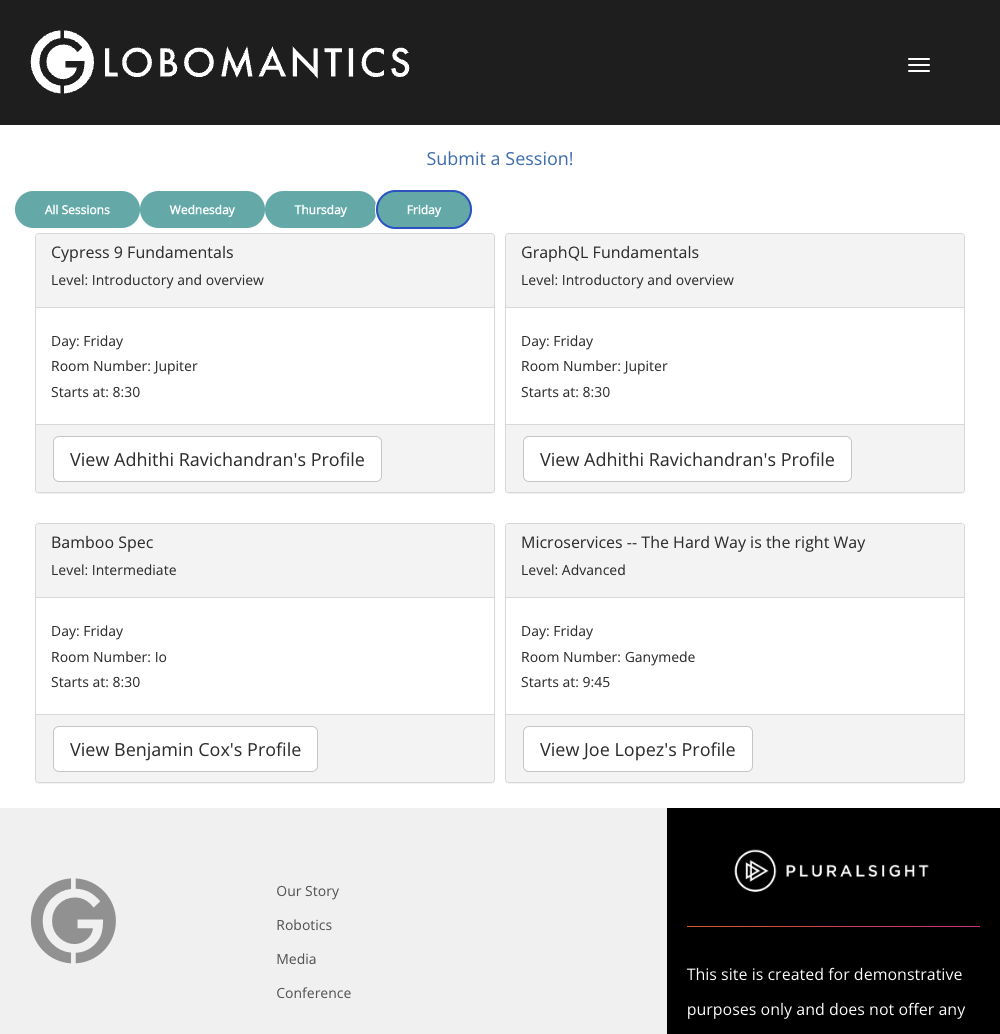 GLOBOMANTICS
Submit a Session!
All Sessions
Wednesday
Thursday
Friday
Cypress 9 Fundamentals
Level: Introductory and overview
Day: Friday
Room Number: Jupiter
Starts at: 8:30
View Adhithi Ravichandran's Profile
GraphQL Fundamentals
Level: Introductory and overview
Day: Friday
Room Number: Jupiter
Starts at: 8:30
View Adhithi Ravichandran's Profile
Bamboo Spec
Level: Intermediate
Day: Friday
Room Number: Io
Starts at: 8:30
View Benjamin Cox's Profile
Microservices -- The Hard Way is the right Way
Level: Advanced
Day: Friday
Room Number: Ganymede
Starts at: 9:45
View Joe Lopez's Profile
G
Our Story
Robotics
Media
Conference
PLURALSIGHT
This site is created for demonstrative
purposes only and does not offer any